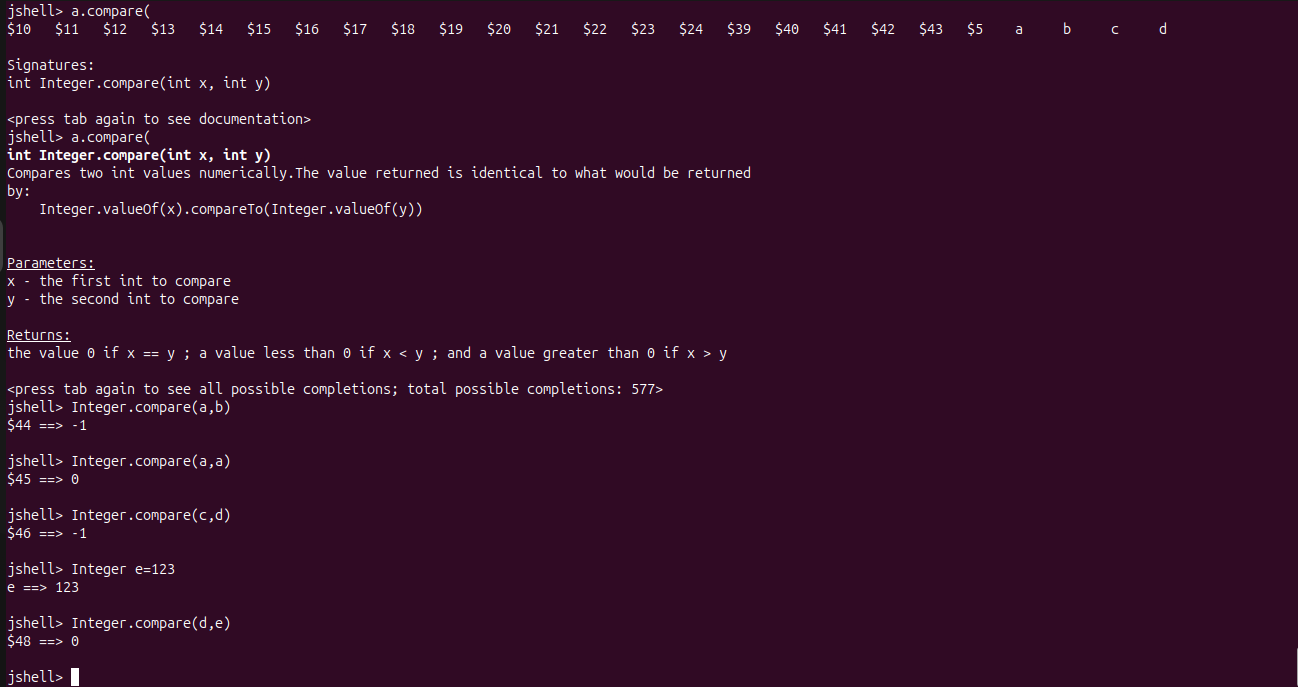 jshell> a.compare(
$10   $11   $12   $13   $14   $15   $16   $17   $18   $19   $20   $21   $22   $23   $24   $39   $40   $41   $42   $43   $5    a     b     c     d
Signatures:
int Integer.compare(int x, int y)
<press tab again to see documentation>
jshell> a.compare(
int Integer.compare(int x, int y)
Compares two int values numerically.The value returned is identical to what would be returned
by:
    Integer.valueOf(x).compareTo(Integer.valueOf(y))
Parameters:
x - the first int to compare
y - the second int to compare
Returns:
the value 0 if x == y ; a value less than 0 if x < y ; and a value greater than 0 if x > y
<press tab again to see all possible completions; total possible completions: 577>
jshell> Integer.compare(a,b)
$44 ==> -1
jshell> Integer.compare(a,a)
$45 ==> 0
jshell> Integer.compare(c,d)
$46 ==> -1
jshell> Integer e=123
e ==> 123
jshell> Integer.compare(d,e)
$48 ==> 0
jshell>